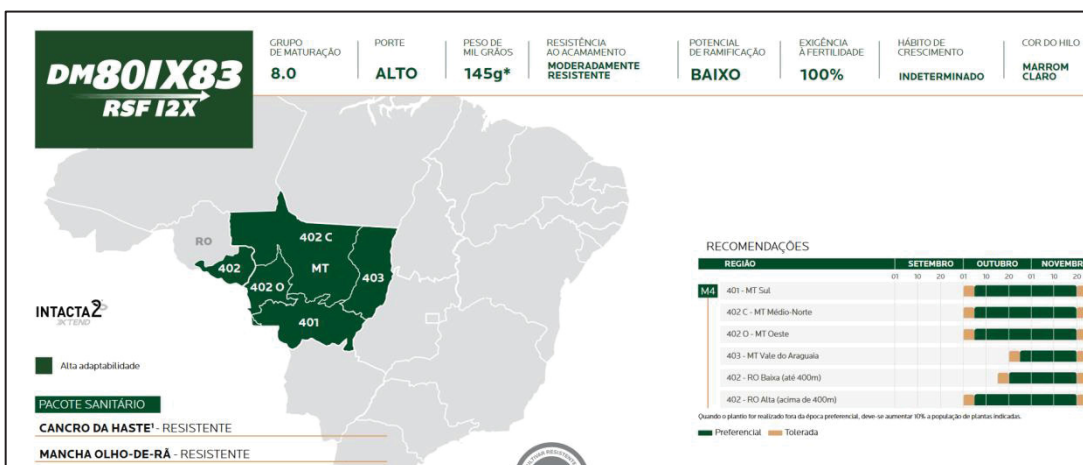 DM80IX83
RSF I2X
GRUPO
DE MATURAÇÃO
8.0
PORTE
ALTO
PESO DE
MIL GRÃOS
145g*
RESISTÊNCIA
AO ACAMAMENTO
MODERADAMENTE
RESISTENTE
POTENCIAL
DE RAMIFICAÇÃO
BAIXO
EXIGÊNCIA
À FERTILIDADE
100%
HÁBITO DE
CRESCIMENTO
INDETERMINADO
COR DO HILO
MARROM
CLARO
RO
402 C
402
MT
403
402 O
401
INTACTA 2
XTEND
Alta adaptabilidade
PACOTE SANITÁRIO
CANCRO DA HASTE¹ - RESISTENTE
MANCHA OLHO-DE-RÃ - RESISTENTE
RECOMENDAÇÕES
REGIÃO SETEMBRO OUTUBRO NOVEMBR
01 10 20 01 10 20 01 10 20
M4 401 - MT Sul
402 C - MT Médio-Norte
402 O - MT Oeste
403 - MT Vale do Araguaia
402 - RO Baixa (até 400m)
402 - RO Alta (acima de 400m)
Quando o plantio for realizado fora da época preferencial, deve-se aumentar 10% a população de plantas indicadas.
Preferencial Tolerada
CULTIVAR RESISTENTE